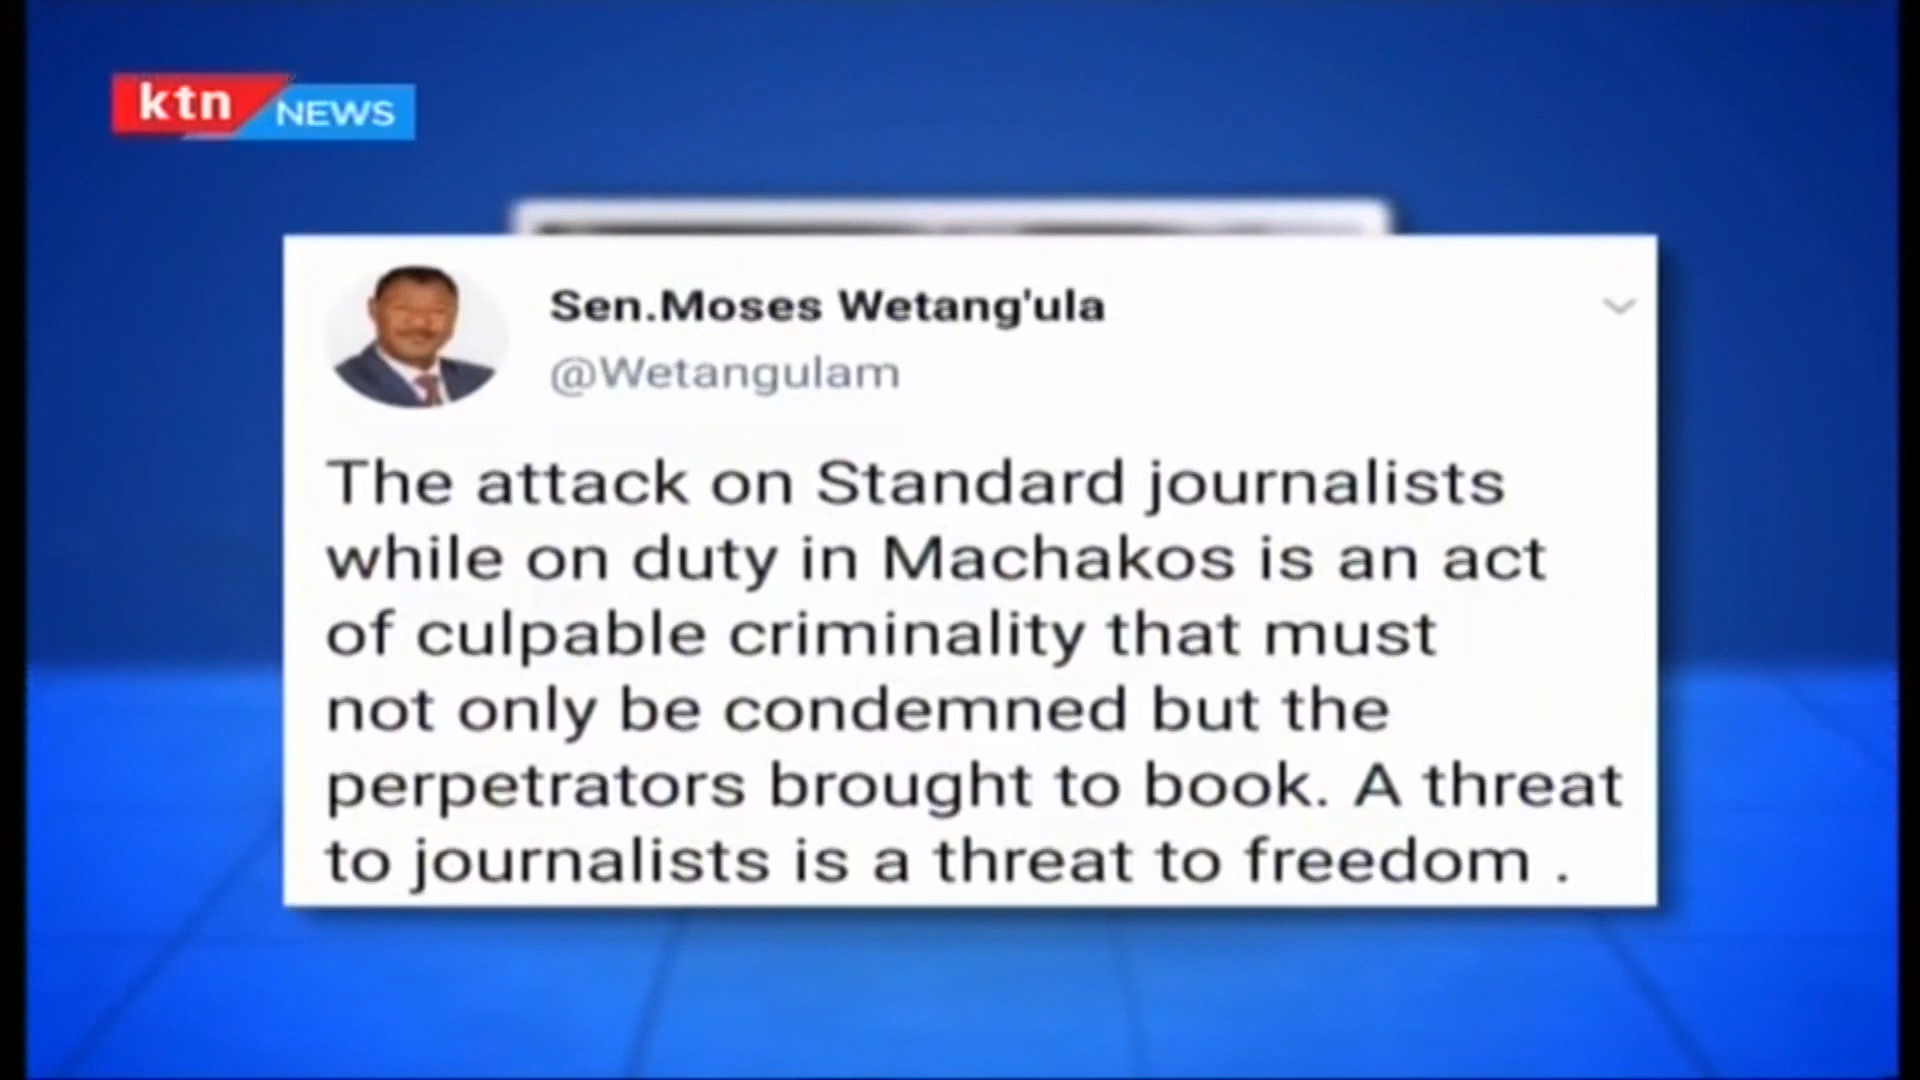 ktn NEWS
Sen.Moses Wetang'ula
@Wetangulam
The attack on Standard journalists
while on duty in Machakos is an act
of culpable criminality that must
not only be condemned but the
perpetrators brought to book. A threat
to journalists is a threat to freedom .